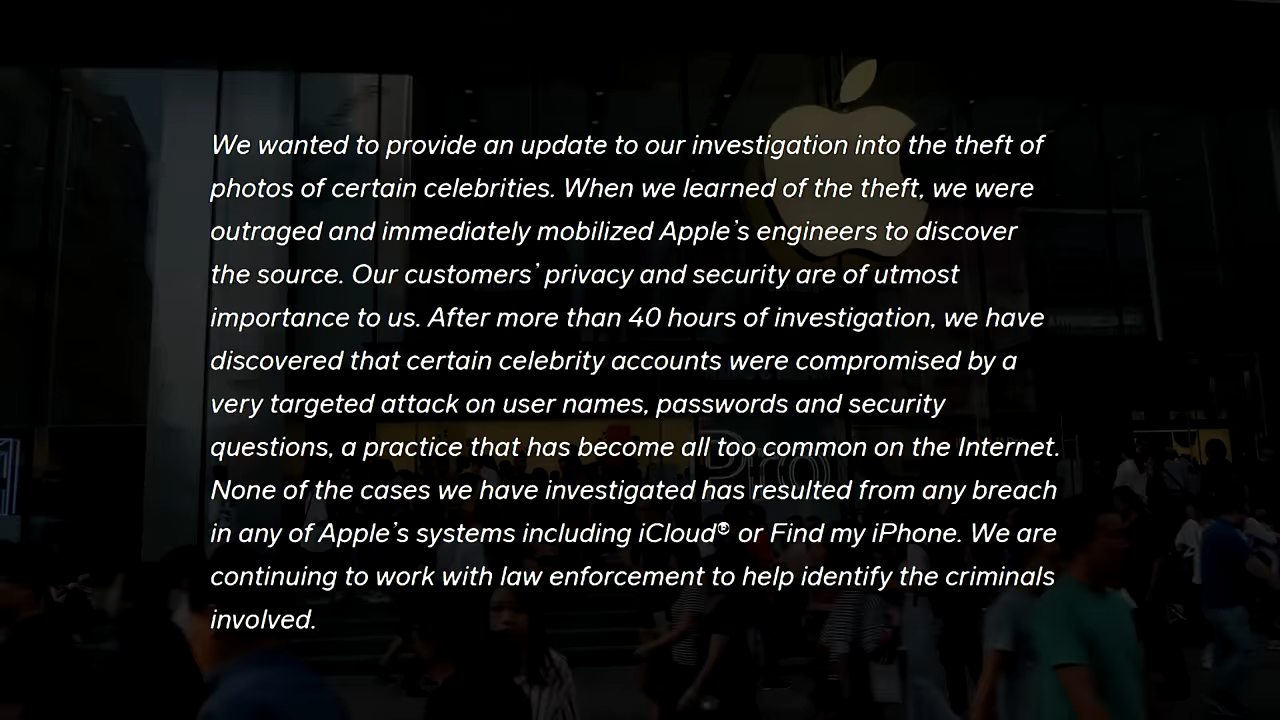 We wanted to provide an update to our investigation into the theft of
photos of certain celebrities. When we learned of the theft, we were
outraged and immediately mobilized Apple’s engineers to discover
the source. Our customers’ privacy and security are of utmost
importance to us. After more than 40 hours of investigation, we have
discovered that certain celebrity accounts were compromised by a
very targeted attack on user names, passwords and security
questions, a practice that has become all too common on the Internet.
None of the cases we have investigated has resulted from any breach
in any of Apple’s systems including iCloud® or Find my iPhone. We are
continuing to work with law enforcement to help identify the criminals
involved.
Pro